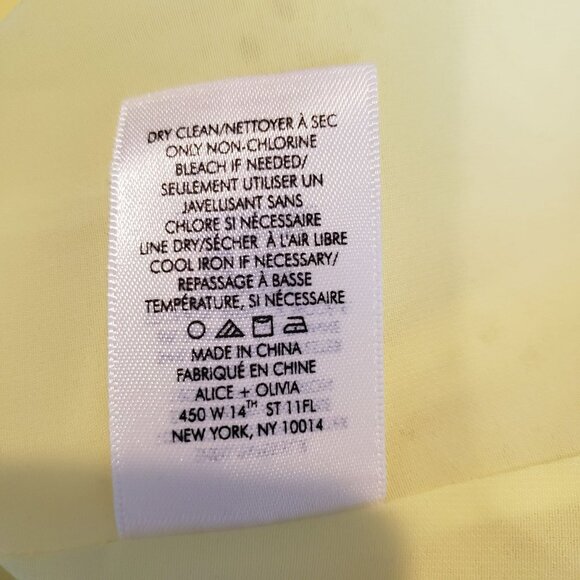 DRY CLEAN/NETTOYER À SEC
ONLY NON-CHLORINE
BLEACH IF NEEDED/
SEULEMENT UTILISER UN
JAVELLISANT SANS
CHLORE SI NÉCESSAIRE
LINE DRY/SÉCHER À L'AIR LIBRE
COOL IRON IF NECESSARY/
REPASSAGE À BASSE
TEMPÉRATURE, SI NÉCESSAIRE
MADE IN CHINA
FABRIQUÉ EN CHINE
ALICE + OLIVIA
450 W 14TH ST 11FL
NEW YORK, NY 10014